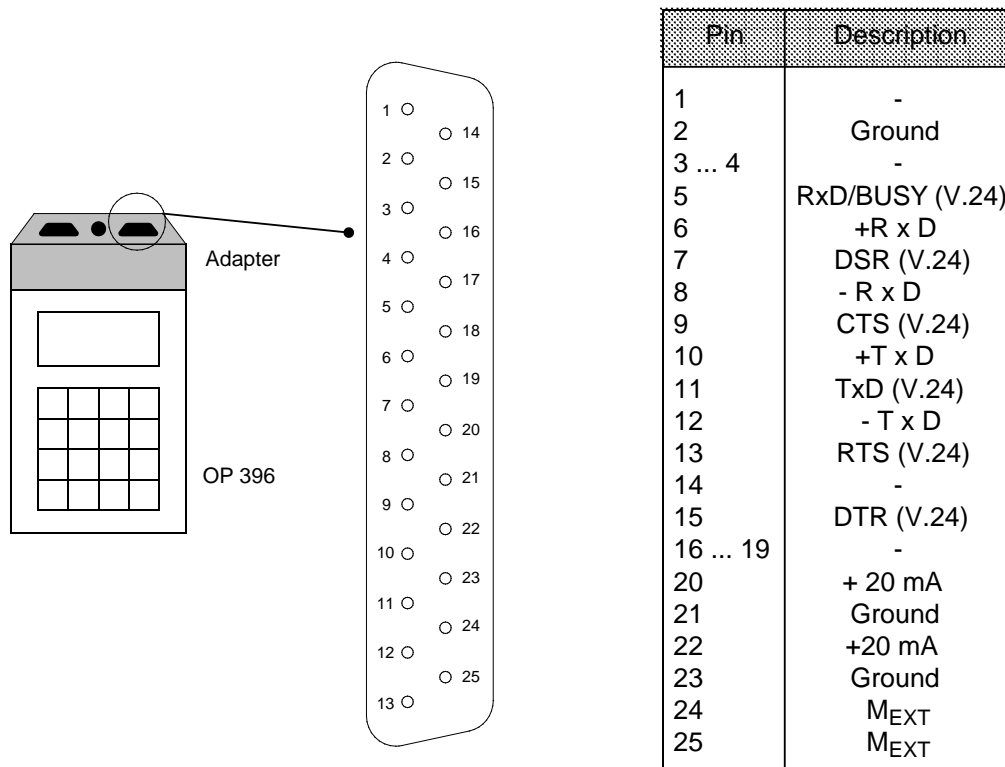 1
14
2
15
3
16
4
17
5
18
6
19
7
20
8
21
9
22
10
23
11
24
12
25
13
Adapter
OP 396
Pin Description
1 -
2 Ground
3 ... 4 -
5 RxD/BUSY (V.24)
6 +R x D
7 DSR (V.24)
8 - R x D
9 CTS (V.24)
10 +T x D
11 TxD (V.24)
12 - T x D
13 RTS (V.24)
14 -
15 DTR (V.24)
16 ... 19 -
20 + 20 mA
21 Ground
22 +20 mA
23 Ground
24 MEXT
25 MEXT